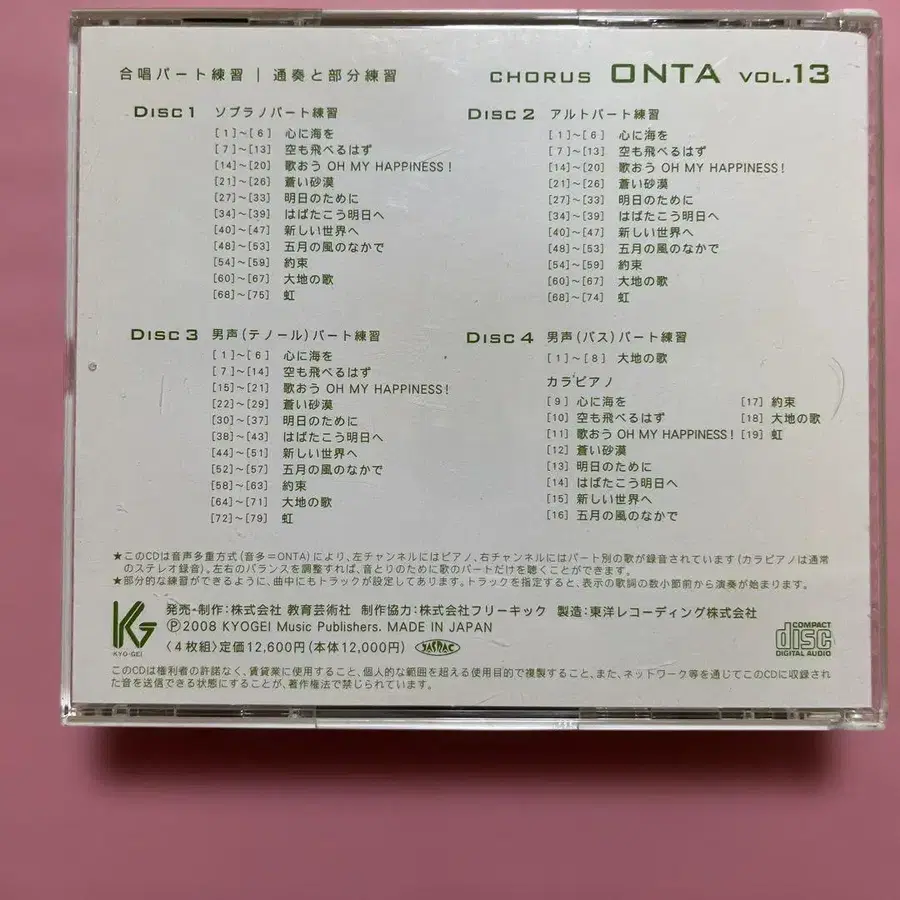 合唱パート練習｜通奏と部分練習
CHORUS ONTA VOL.13
DISC 1 ソプラノパート練習
[1]～[6] 心に海を
[7]～[13] 空も飛べるはず
[14]～[20] 歌おう OH MY HAPPINESS!
[21]～[26] 蒼い砂漠
[27]～[33] 明日のために
[34]～[39] はばたこう明日へ
[40]～[47] 新しい世界へ
[48]～[53] 五月の風のなかで
[54]～[59] 約束
[60]～[67] 大地の歌
[68]～[75] 虹
DISC 2 アルトパート練習
[1]～[6] 心に海を
[7]～[13] 空も飛べるはず
[14]～[20] 歌おう OH MY HAPPINESS!
[21]～[26] 蒼い砂漠
[27]～[33] 明日のために
[34]～[39] はばたこう明日へ
[40]～[47] 新しい世界へ
[48]～[53] 五月の風のなかで
[54]～[59] 約束
[60]～[67] 大地の歌
[68]～[74] 虹
DISC 3 男声(テノール)パート練習
[1]～[6] 心に海を
[7]～[14] 空も飛べるはず
[15]～[21] 歌おう OH MY HAPPINESS!
[22]～[29] 蒼い砂漠
[30]～[37] 明日のために
[38]～[43] はばたこう明日へ
[44]～[51] 新しい世界へ
[52]～[57] 五月の風のなかで
[58]～[63] 約束
[64]～[71] 大地の歌
[72]～[79] 虹
DISC 4 男声(バス)パート練習
[1]～[8] 大地の歌
カラピアノ
[9] 心に海を
[10] 空も飛べるはず
[11] 歌おう OH MY HAPPINESS!
[12] 蒼い砂漠
[13] 明日のために
[14] はばたこう明日へ
[15] 新しい世界へ
[16] 五月の風のなかで
[17] 約束
[18] 大地の歌
[19] 虹
★このCDは音声多重方式(音多＝ONTA)により、左チャンネルにはピアノ、右チャンネルにはパート別の歌が録音されています(カラピアノは通常
のステレオ録音)。左右のバランスを調整すれば、音とりのために歌のパートだけを聴くことができます。
★部分的な練習ができるように、曲中にもトラックが設定してあります。トラックを指定すると、表示の歌詞の数小節前から演奏が始まります。
KG
KYO-GEI
発売・制作：株式会社 教育芸術社 制作協力：株式会社フリーキック 製造：東洋レコーディング株式会社
Ⓟ2008 KYOGEI Music Publishers. MADE IN JAPAN
〈4枚組〉定価12,600円(本体12,000円)
JASRAC
COMPACT
disc
DIGITAL AUDIO
このCDは権利者の許諾なく、賃貸業に使用すること、個人的な範囲を超える使用目的で複製すること、また、ネットワーク等を通じてこのCDに収録され
た音を送信できる状態にすることが、著作権法で禁じられています。